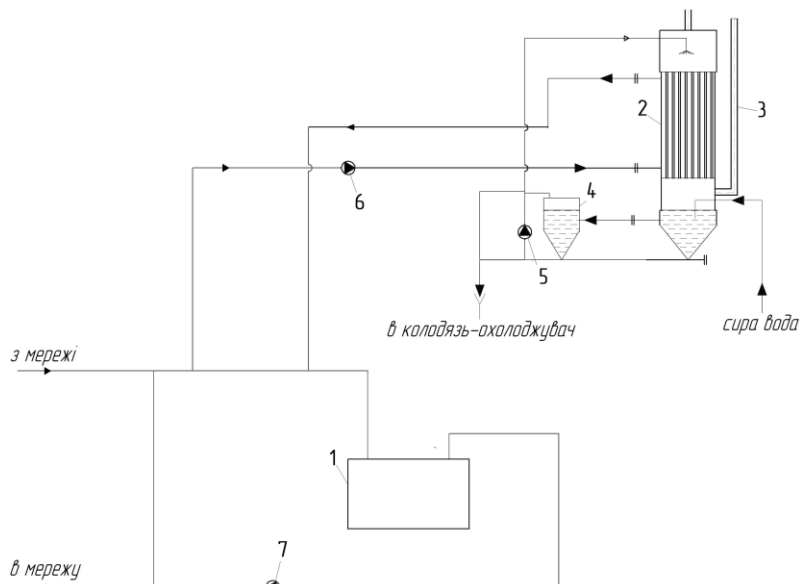 2
3
6
4
5
в колодязь-охолоджувач
сира вода
з мережі
1
7
в мережу